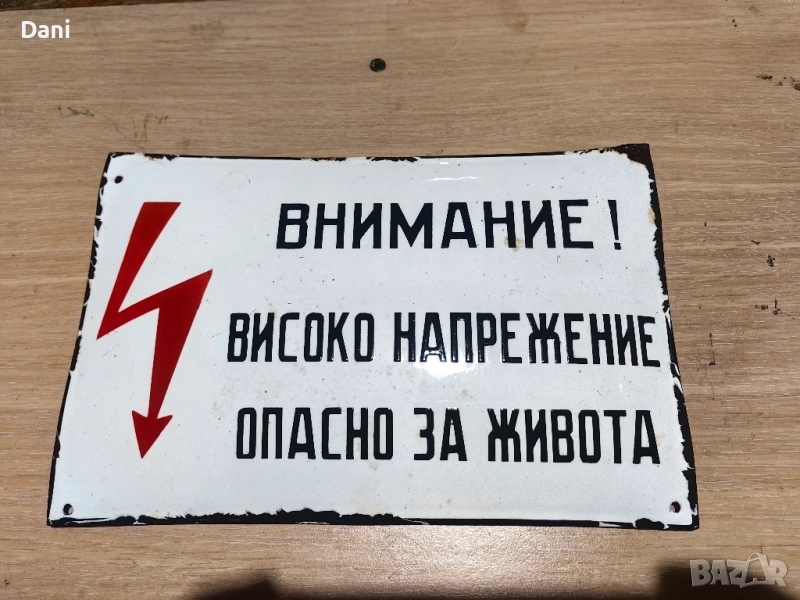 Dani
ВНИМАНИЕ!
ВИСОКО НАПРЕЖЕНИЕ
ОПАСНО ЗА ЖИВОТА
BAZAR